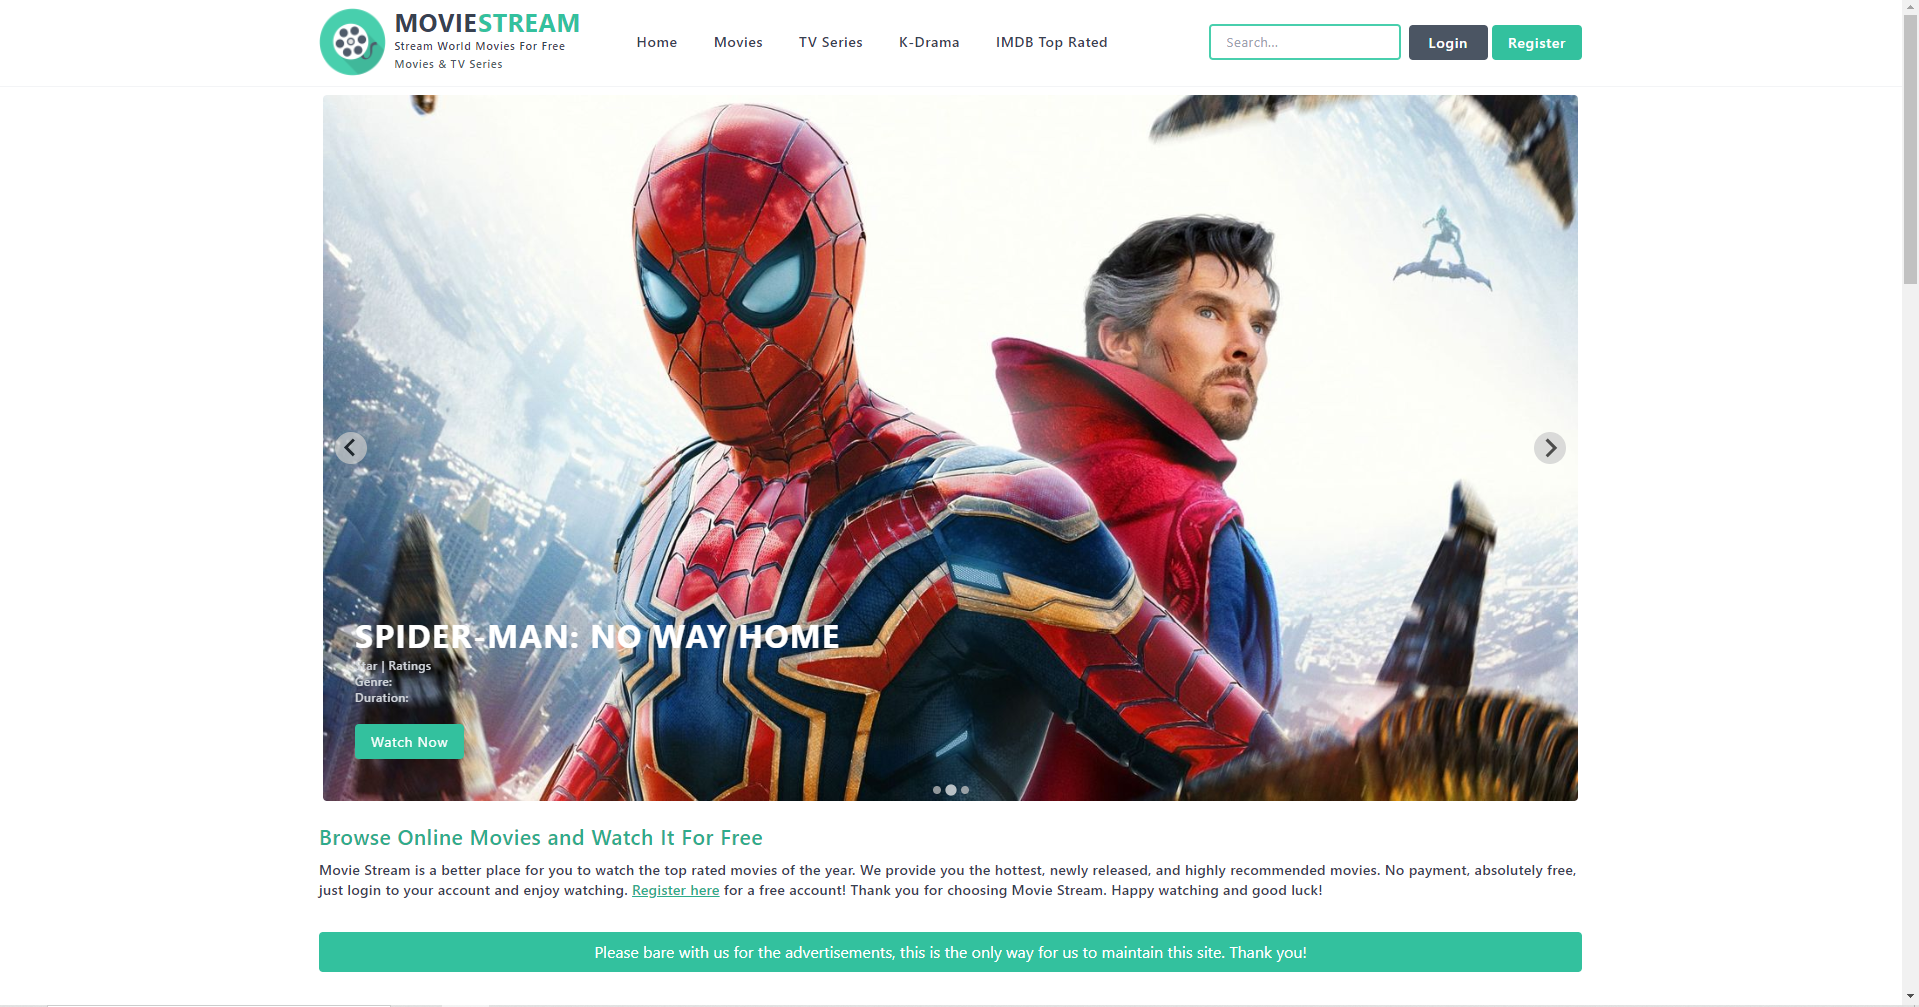 MOVIESTREAM
Stream World Movies For Free
Movies & TV Series
Home
Movies
TV Series
K-Drama
IMDB Top Rated
Search...
Login
Register
SPIDER-MAN: NO WAY HOME
Star | Ratings
Genre:
Duration:
Watch Now
Browse Online Movies and Watch It For Free
Movie Stream is a better place for you to watch the top rated movies of the year. We provide you the hottest, newly released, and highly recommended movies. No payment, absolutely free,
just login to your account and enjoy watching. Register here for a free account! Thank you for choosing Movie Stream. Happy watching and good luck!
Please bare with us for the advertisements, this is the only way for us to maintain this site. Thank you!